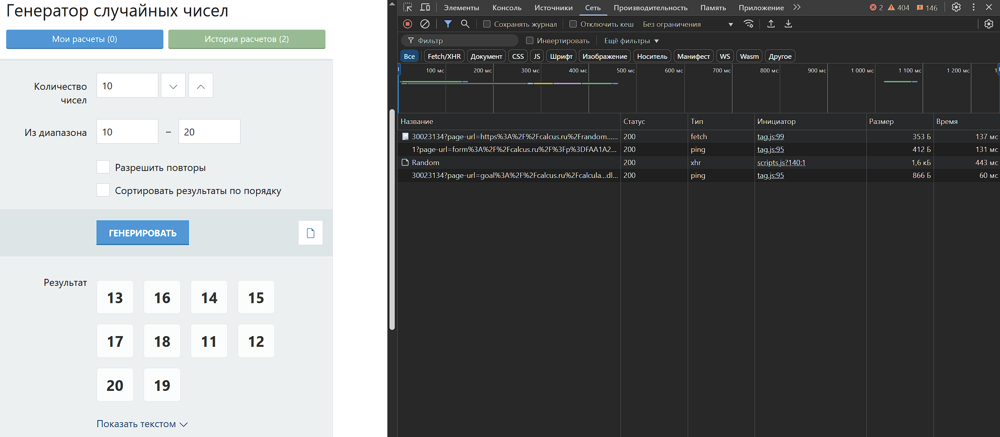 Генератор случайных чисел
Мои расчеты (0)
История расчетов (2)
Количество чисел
10
Из диапазона
10
–
20
Разрешить повторы
Сортировать результаты по порядку
ГЕНЕРИРОВАТЬ
Результат
13 16 14 15
17 18 11 12
20 19
Показать текстом
Элементы Консоль Источники Сеть Производительность Память Приложение 2 404 146
Сохранять журнал Отключить кеш Без ограничения
Фильтр Инвертировать Ещё фильтры
Все Fetch/XHR Документ CSS JS Шрифт Изображение Носитель Манифест WS Wasm Другое
100 мс 200 мс 300 мс 400 мс 500 мс 600 мс 700 мс 800 мс 900 мс 1 000 мс 1 100 мс 1 200 мс 1
Название Статус Тип Инициатор Размер Время
30023134?page-url=https%3A%2F%2Fcalcus.ru%2Frandom...... 200 fetch tag.js:99 353 Б 137 мс
1?page-url=form%3A%2F%2Fcalcus.ru%2F%3Fp%3DFAA1A2... 200 ping tag.js:95 412 Б 131 мс
Random 200 xhr scripts.js?140:1 1,6 кБ 443 мс
30023134?page-url=goal%3A%2F%2Fcalcus.ru%2Fcalcula...dl... 200 ping tag.js:95 866 Б 60 мс